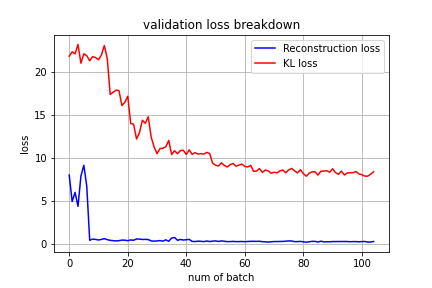 validation loss breakdown
Reconstruction loss
KL loss
loss
20
15
10
5
0
0
20
40
60
80
100
num of batch